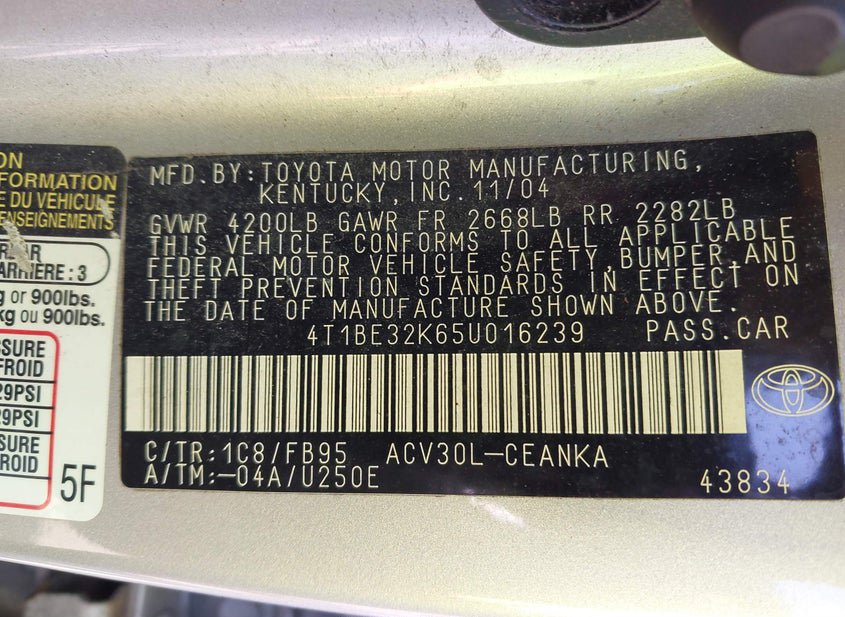 ON
FORMATION
E DU VÉHICULE
ENSEIGNEMENTS
ARRIÈRE : 3
g or 900lbs.
kg ou 900lbs.
SSURE
FROID
29PSI
29PSI
SSURE
FROID
5F
MFD.BY:TOYOTA MOTOR MANUFACTURING,
KENTUCKY,INC.11/04
GVWR 4200LB GAWR FR 2668LB RR 2282LB
THIS VEHICLE CONFORMS TO ALL APPLICABLE
FEDERAL MOTOR VEHICLE SAFETY,BUMPER,AND
THEFT PREVENTION STANDARDS IN EFFECT ON
THE DATE OF MANUFACTURE SHOWN ABOVE.
4T1BE32K65U016239 PASS.CAR
C/TR:1C8/FB95 ACV30L-CEANKA
A/TM:-04A/U250E 43834